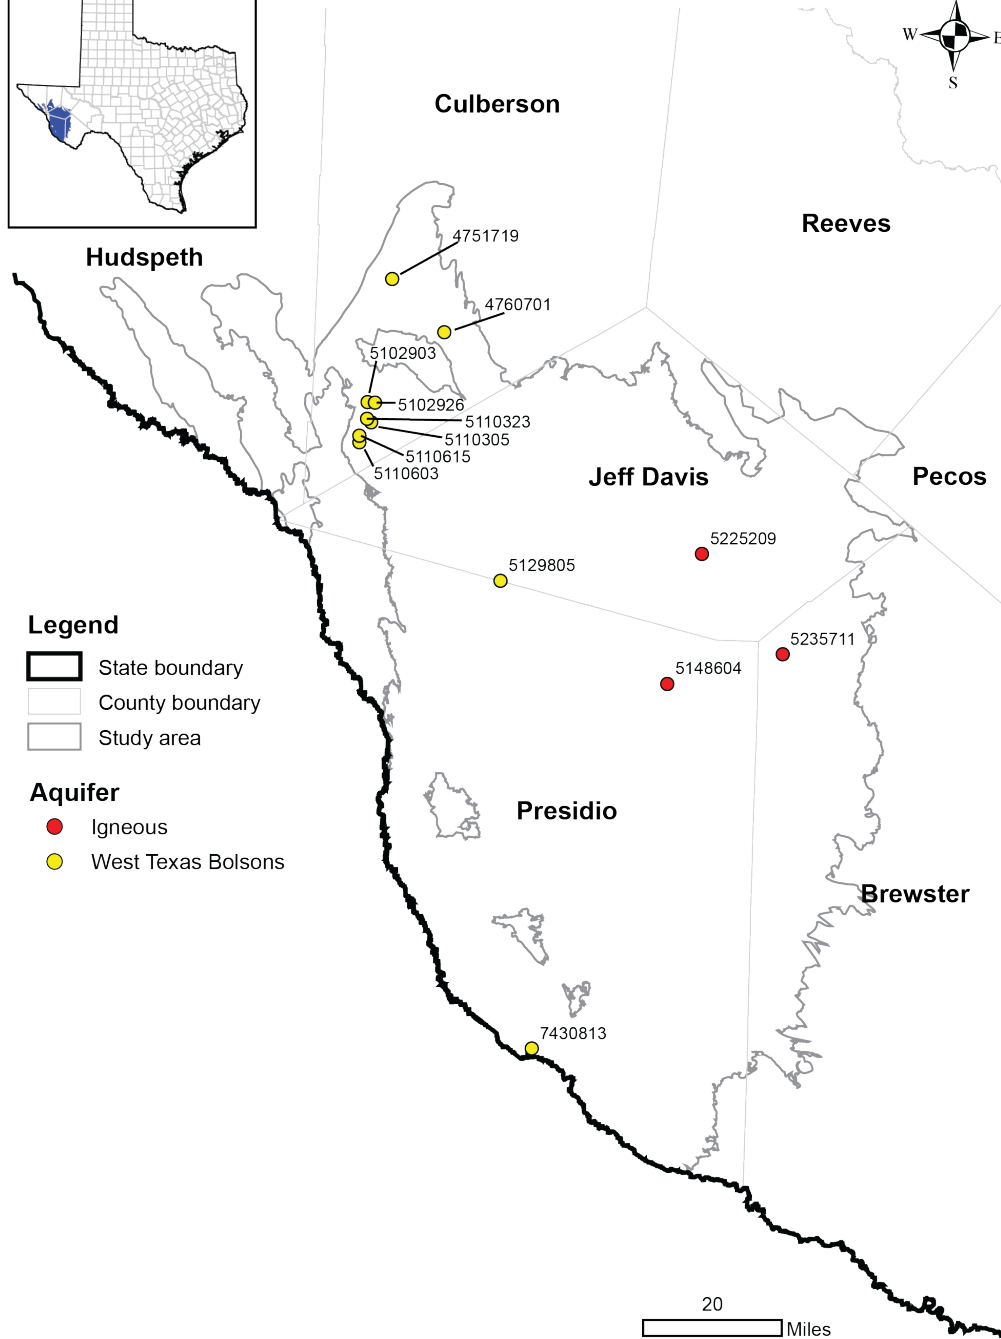 W
E
S
Culberson
Reeves
Hudspeth
4751719
4760701
5102903
5102926
5110323
5110305
5110615
5110603
Jeff Davis
Pecos
5225209
5129805
5235711
5148604
Legend
State boundary
County boundary
Study area
Aquifer
Igneous
West Texas Bolsons
Presidio
Brewster
7430813
20
Miles